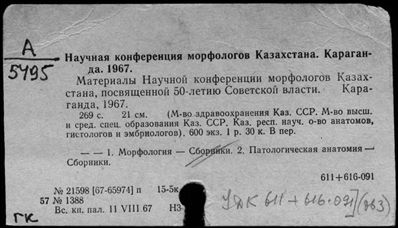 А
5495
Научная конференция морфологов Казахстана. Караган-
да. 1967.
Материалы Научной конференции морфологов Казах-
стана, посвященной 50-летию Советской власти. Кара-
ганда, 1967.
269 с. 21 см. (М-во здравоохранения Каз. ССР. М-во высш.
и сред. спец. образования Каз. ССР. Каз. респ. науч. о-во анатомов,
гистологов и эмбриологов), 600 экз. 1 р. 30 к. В пер.
— — 1. Морфология — Сборники. 2. Патологическая анатомия —
Сборники.
611+616-091
№ 21598 [67-65974] п 15-5
57 № 1388
Вс. кн. пал. 11 VIII 67 НЗ
УДК 611+616-091]
ГК